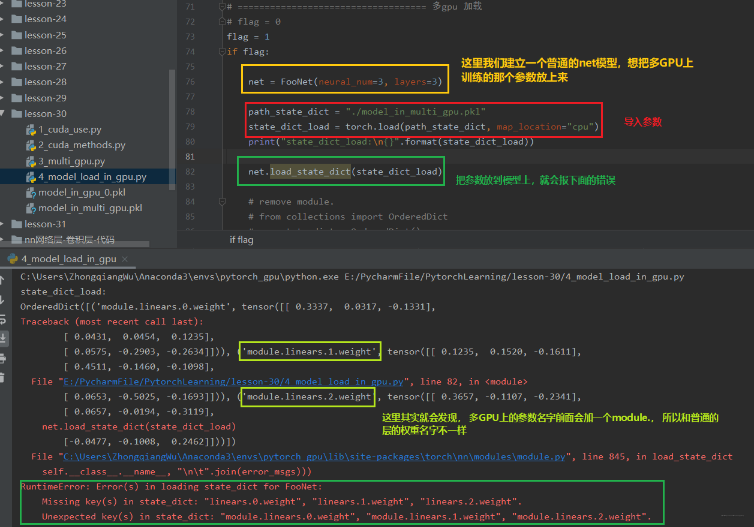 lesson-23
lesson-24
lesson-25
lesson-26
lesson-27
lesson-28
lesson-29
lesson-30
1_cuda_use.py
2_cuda_methods.py
3_multi_gpu.py
4_model_load_in_gpu.py
model_in_gpu_0.pkl
model_in_multi_gpu.pkl
lesson-31
nn网络层-卷积层-代码
71 # =================================== 多gpu 加载
72 # flag = 0
73 flag = 1
74 if flag:
75
76 net = FooNet(neural_num=3, layers=3)
77
78 path_state_dict = "./model_in_multi_gpu.pkl"
79 state_dict_load = torch.load(path_state_dict, map_location="cpu")
80 print("state_dict_load:\n{}".format(state_dict_load))
81
82 net.load_state_dict(state_dict_load)
83
84 # remove module.
85 # from collections import OrderedDict
if flag
这里我们建立一个普通的net模型，想把多GPU上
训练的那个参数放上来
导入参数
把参数放到模型上，就会报下面的错误
4_model_load_in_gpu
C:\Users\ZhongqiangWu\Anaconda3\envs\pytorch_gpu\python.exe E:/PycharmFile/PytorchLearning/lesson-30/4_model_load_in_gpu.py
state_dict_load:
OrderedDict([('module.linears.0.weight', tensor([[ 0.3337,  0.0317, -0.1331],
Traceback (most recent call last):
[ 0.0431,  0.0454,  0.1235],
[ 0.0575, -0.2903, -0.2634]])), ('module.linears.1.weight', tensor([[ 0.1235,  0.1520, -0.1611],
[ 0.4511, -0.1460, -0.1098],
File "E:/PycharmFile/PytorchLearning/lesson-30/4_model_load_in_gpu.py", line 82, in <module>
[ 0.0653, -0.5025, -0.1693]])), ('module.linears.2.weight', tensor([[ 0.3657, -0.1107, -0.2341],
[ 0.0657, -0.0194, -0.3119],
net.load_state_dict(state_dict_load)
[-0.0477, -0.1008,  0.2462]]))])
这里其实就会发现， 多GPU上的参数名字前面会加一个module.， 所以和普通的
层的权重名字不一样
File "C:\Users\ZhongqiangWu\Anaconda3\envs\pytorch_gpu\lib\site-packages\torch\nn\modules\module.py", line 845, in load_state_dict
self.__class__.__name__, "\n\t".join(error_msgs)))
RuntimeError: Error(s) in loading state_dict for FooNet:
Missing key(s) in state_dict: "linears.0.weight", "linears.1.weight", "linears.2.weight".
Unexpected key(s) in state_dict: "module.linears.0.weight", "module.linears.1.weight", "module.linears.2.weight".